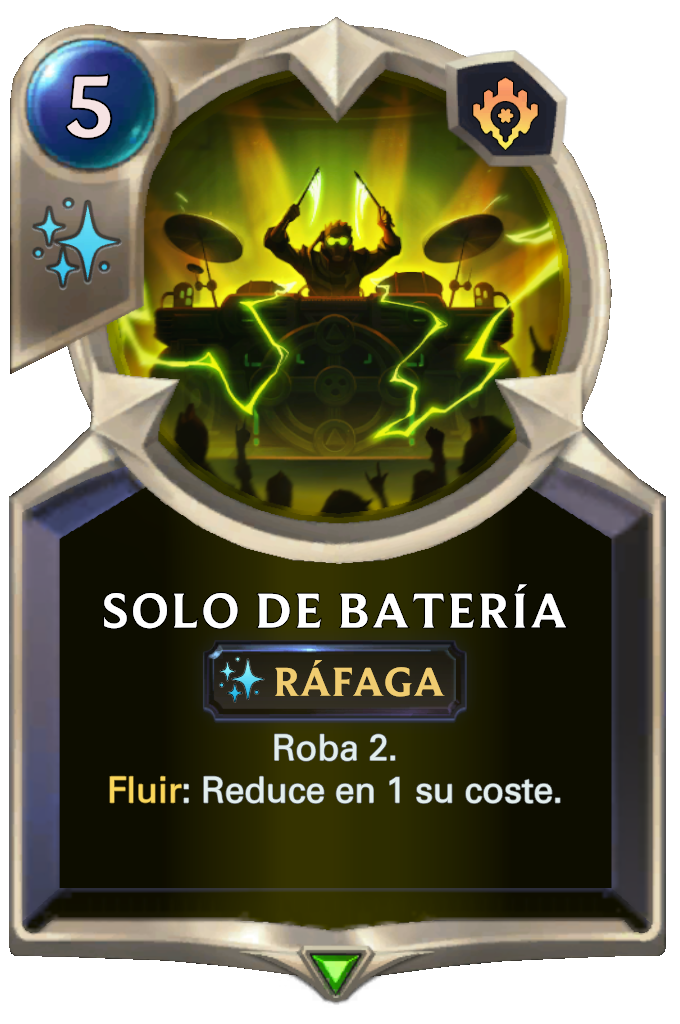 5
SOLO DE BATERÍA
RÁFAGA
Roba 2.
Fluir: Reduce en 1 su coste.